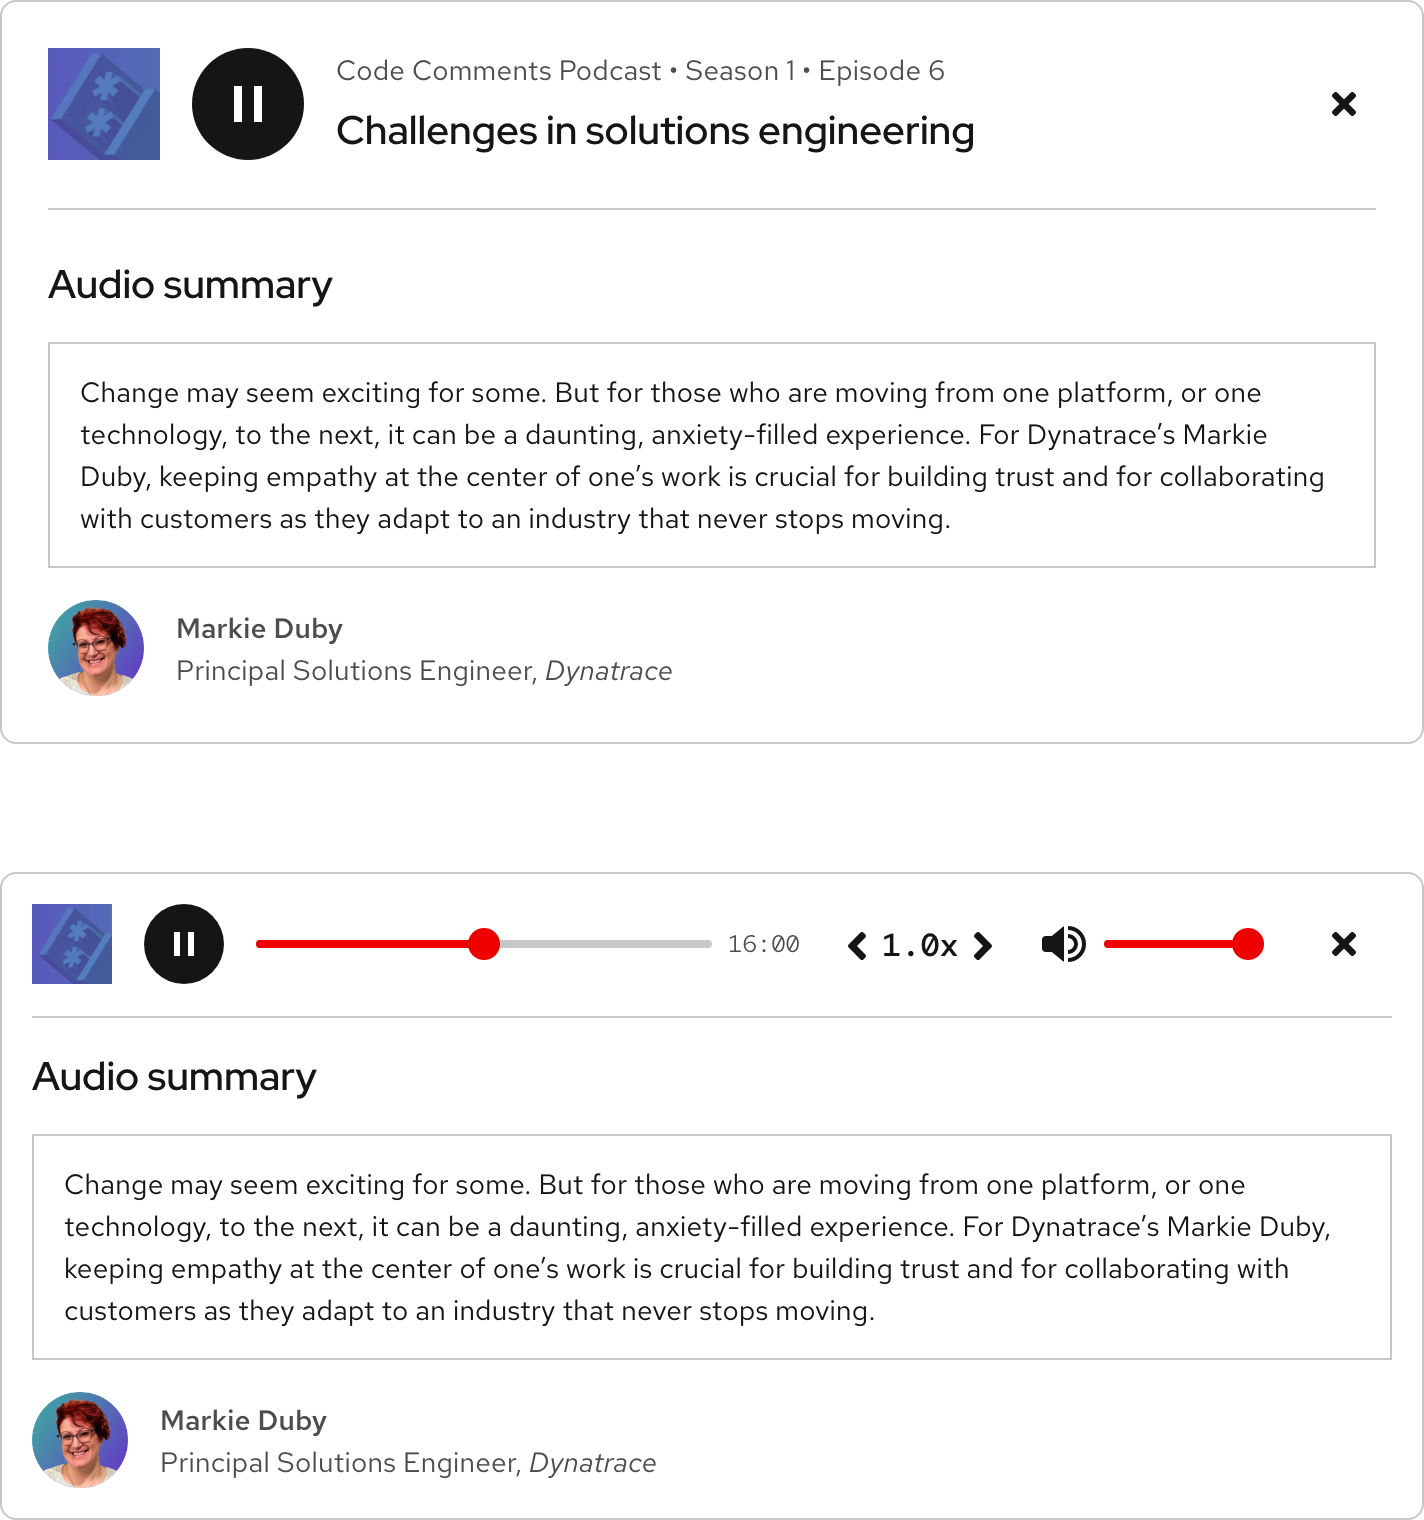 Code Comments Podcast • Season 1 • Episode 6
Challenges in solutions engineering
Audio summary
Change may seem exciting for some. But for those who are moving from one platform, or one
technology, to the next, it can be a daunting, anxiety-filled experience. For Dynatrace’s Markie
Duby, keeping empathy at the center of one’s work is crucial for building trust and for collaborating
with customers as they adapt to an industry that never stops moving.
Markie Duby
Principal Solutions Engineer, Dynatrace
16:00 1.0x
Audio summary
Change may seem exciting for some. But for those who are moving from one platform, or one
technology, to the next, it can be a daunting, anxiety-filled experience. For Dynatrace’s Markie Duby,
keeping empathy at the center of one’s work is crucial for building trust and for collaborating with
customers as they adapt to an industry that never stops moving.
Markie Duby
Principal Solutions Engineer, Dynatrace